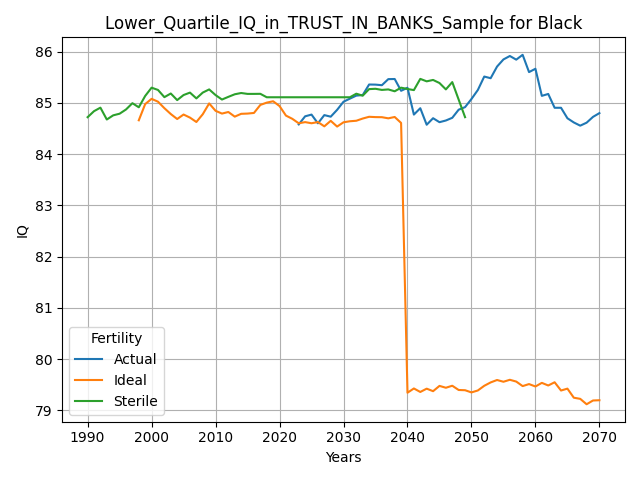 Lower_Quartile_IQ_in_TRUST_IN_BANKS_Sample for Black
86
85
84
83
82
81
80
79
IQ
Fertility
Actual
Ideal
Sterile
1990 2000 2010 2020 2030 2040 2050 2060 2070
Years